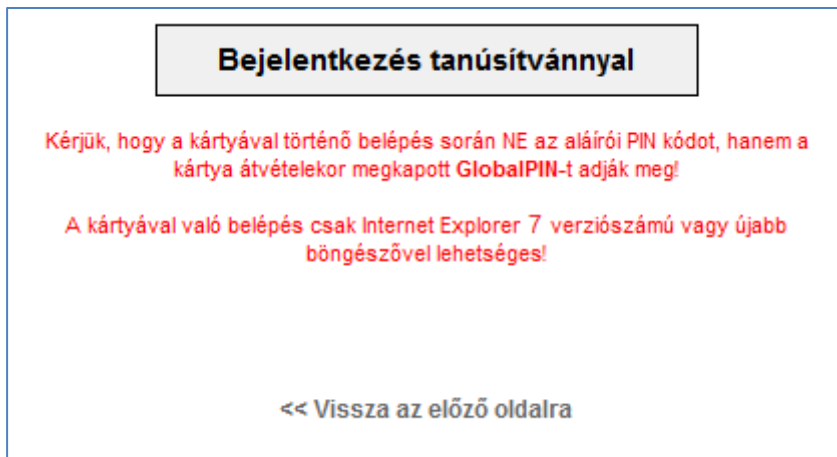 Bejelentkezés tanúsítvánnyal
Kérjük, hogy a kártyával történő belépés során NE az aláírói PIN kódot, hanem a
kártya átvételekor megkapott GlobalPIN-t adják meg!
A kártyával való belépés csak Internet Explorer 7 verziószámú vagy újabb
böngészővel lehetséges!
<< Vissza az előző oldalra